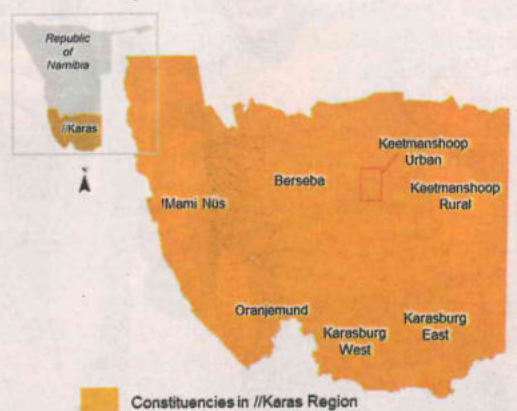 Republic
of
Namibia
//Karas
Keetmanshoop
Urban
Berseba
Keetmanshoop
Rural
!Mami Nüs
Oranjemund
Karasburg
West
Karasburg
East
Constituencies in //Karas Region